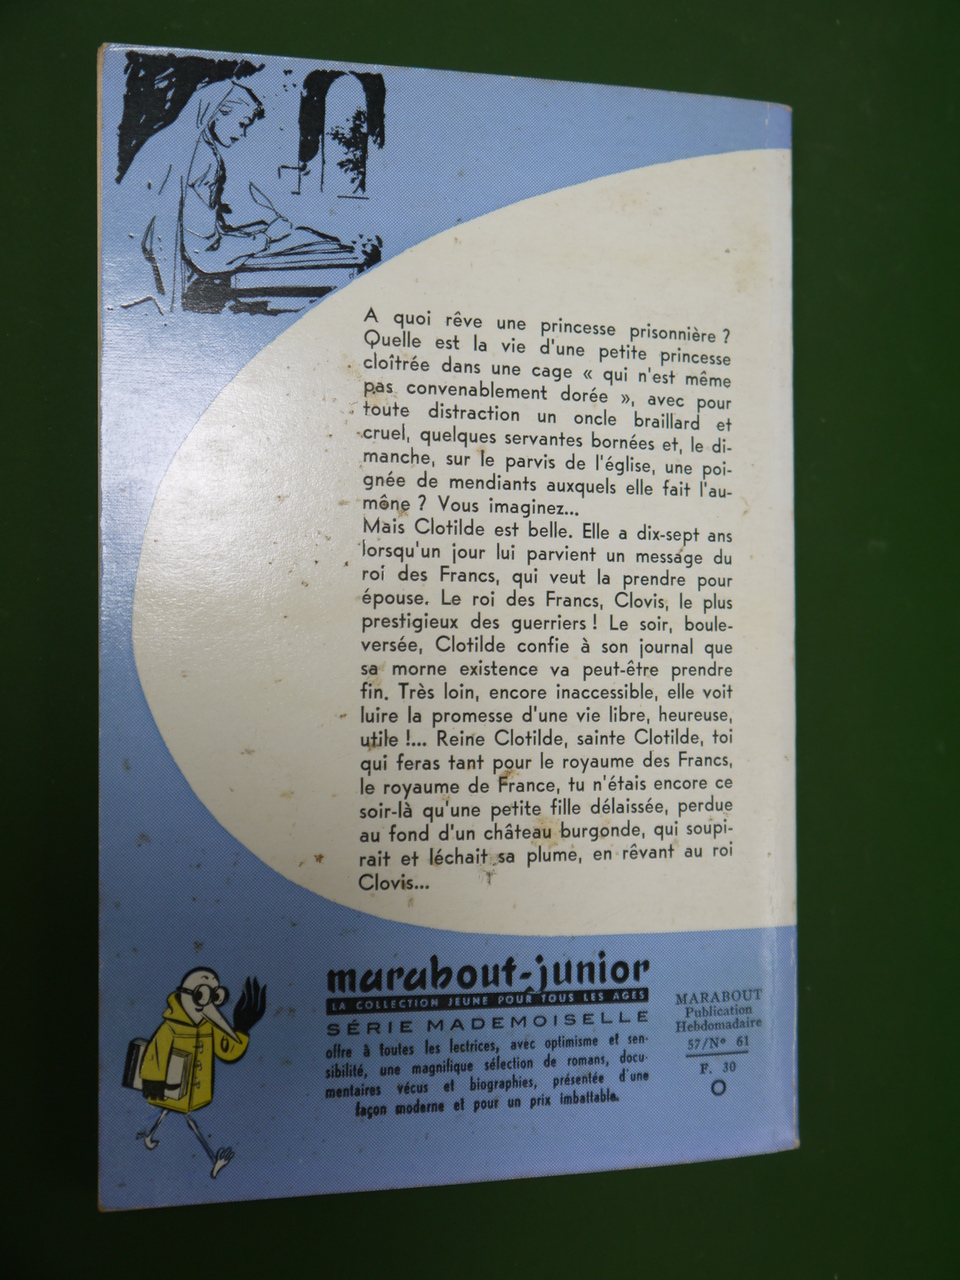 A quoi rêve une princesse prisonnière ?
Quelle est la vie d'une petite princesse
cloîtrée dans une cage « qui n'est même
pas convenablement dorée », avec pour
toute distraction un oncle braillard et
cruel, quelques servantes bornées et, le di-
manche, sur le parvis de l'église, une poi-
gnée de mendiants auxquels elle fait l'au-
mône ? Vous imaginez...
Mais Clotilde est belle. Elle a dix-sept ans
lorsqu'un jour lui parvient un message du
roi des Francs, qui veut la prendre pour
épouse. Le roi des Francs, Clovis, le plus
prestigieux des guerriers ! Le soir, boule-
versée, Clotilde confie à son journal que
sa morne existence va peut-être prendre
fin. Très loin, encore inaccessible, elle voit
luire la promesse d'une vie libre, heureuse,
utile !... Reine Clotilde, sainte Clotilde, toi
qui feras tant pour le royaume des Francs,
le royaume de France, tu n'étais encore ce
soir-là qu'une petite fille délaissée, perdue
au fond d'un château burgonde, qui soupi-
rait et léchait sa plume, en rêvant au roi
Clovis...
marabout-junior
LA COLLECTION JEUNE POUR TOUS LES AGES
SÉRIE MADEMOISELLE
offre à toutes les lectrices, avec optimisme et sen-
sibilité, une magnifique sélection de romans, docu-
mentaires vécus et biographies, présentée d'une
façon moderne et pour un prix imbattable.
MARABOUT
Publication
Hebdomadaire
57/N° 61
F. 30
O